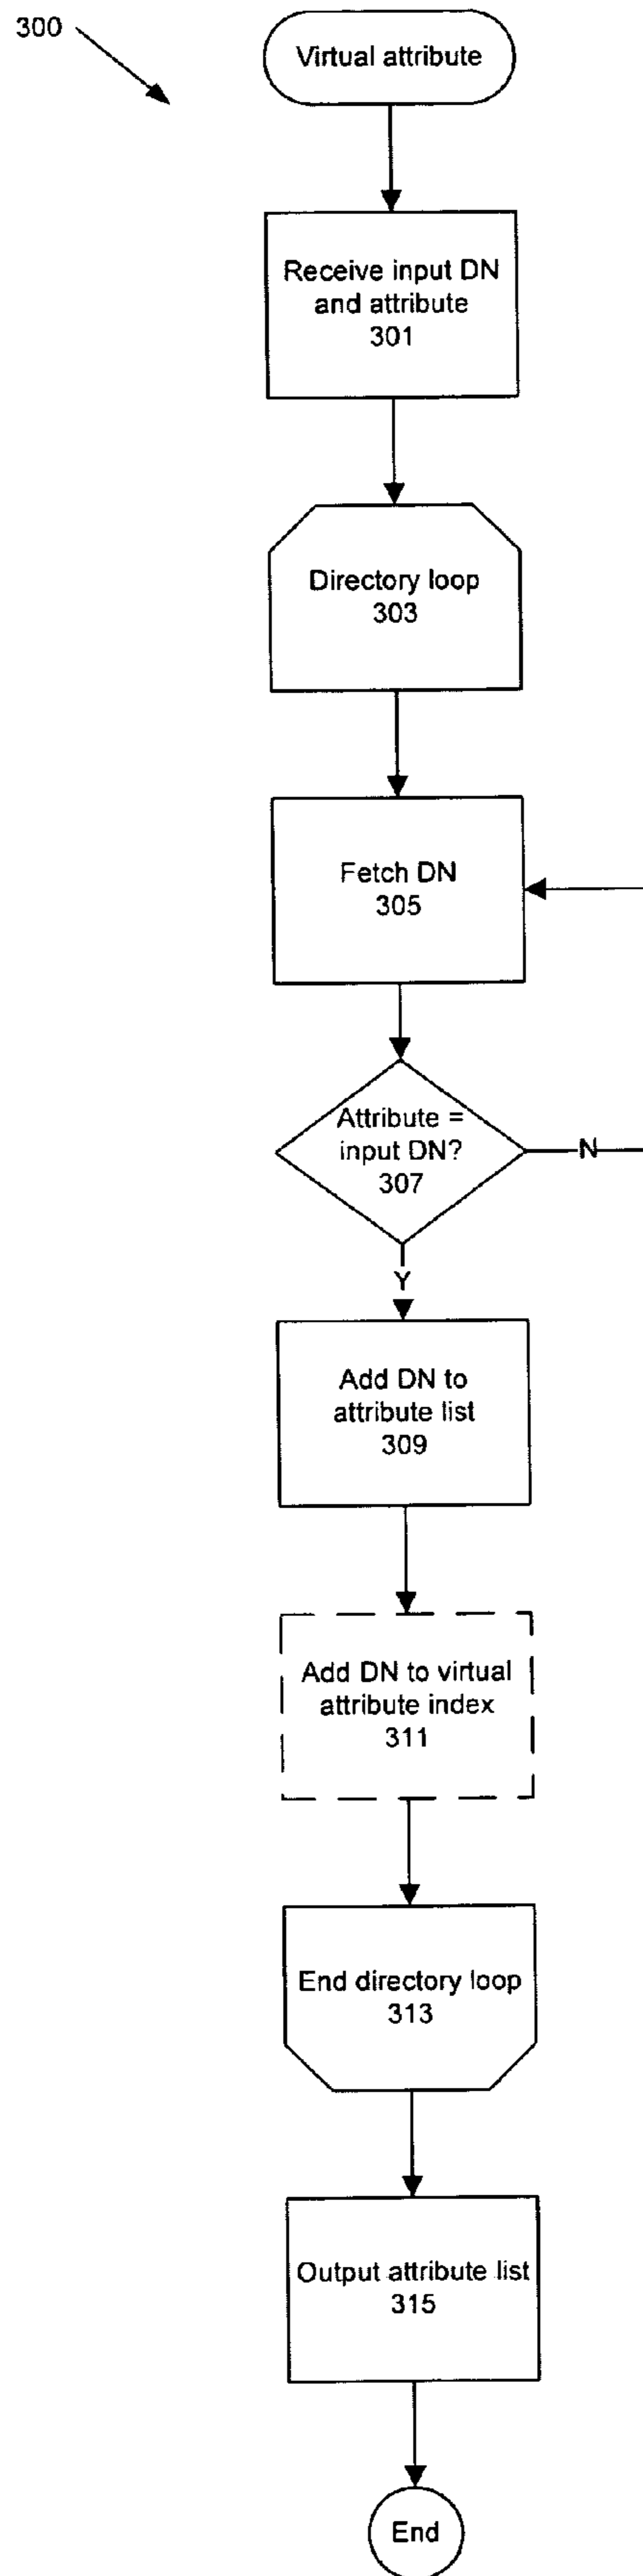 300
Virtual attribute
Receive input DN
and attribute
301
Directory loop
303
Fetch DN
305
Attribute =
input DN?
307
N
Y
Add DN to
attribute list
309
Add DN to virtual
attribute index
311
End directory loop
313
Output attribute list
315
End